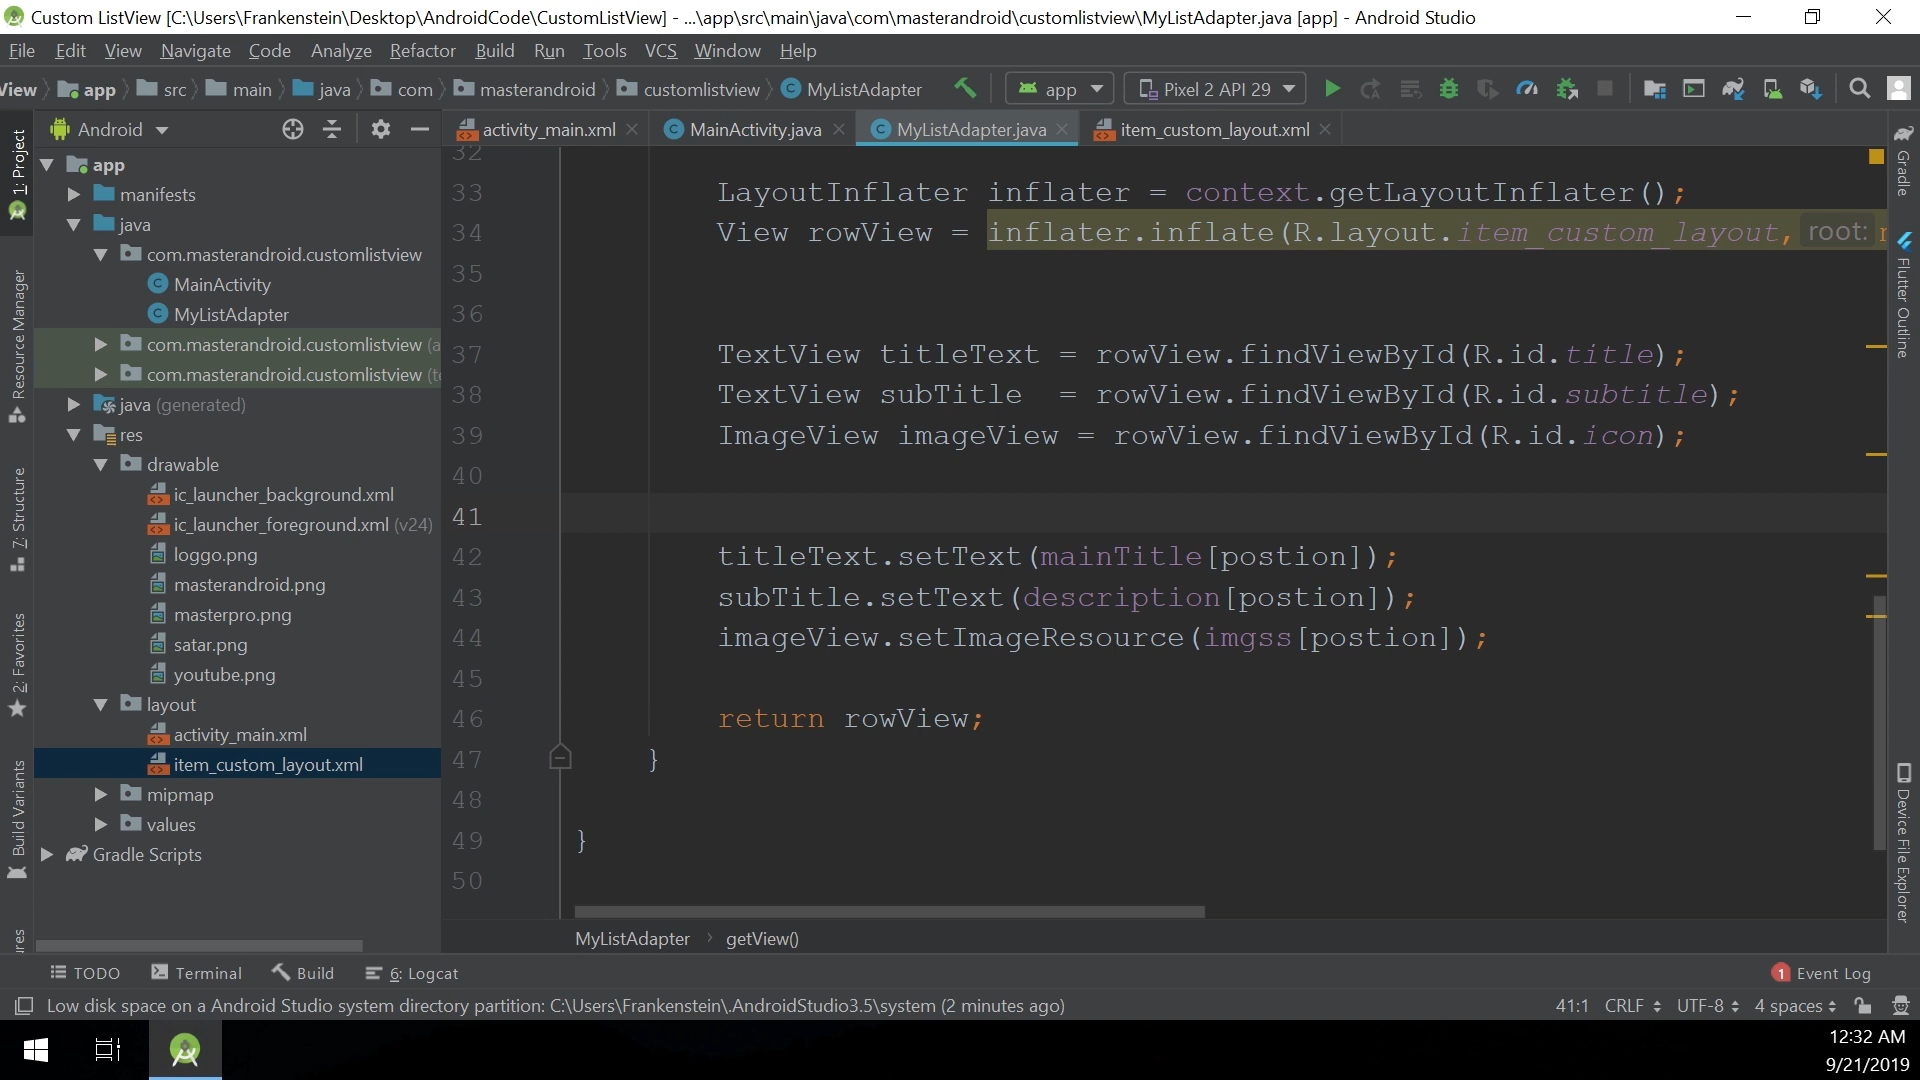 Custom ListView [C:\Users\Frankenstein\Desktop\AndroidCode\CustomListView] - ...\app\src\main\java\com\masterandroid\customlistview\MyListAdapter.java [app] - Android Studio
File Edit View Navigate Code Analyze Refactor Build Run Tools VCS Window Help
View app src main java com masterandroid customlistview MyListAdapter app Pixel 2 API 29
Android
activity_main.xml MainActivity.java MyListAdapter.java item_custom_layout.xml
1: Project
Resource Manager
7: Structure
2: Favorites
Build Variants
app
manifests
java
com.masterandroid.customlistview
MainActivity
MyListAdapter
com.masterandroid.customlistview (a
com.masterandroid.customlistview (te
java (generated)
res
drawable
ic_launcher_background.xml
ic_launcher_foreground.xml (v24)
loggo.png
masterandroid.png
masterpro.png
satar.png
youtube.png
layout
activity_main.xml
item_custom_layout.xml
mipmap
values
Gradle Scripts
32
33 LayoutInflater inflater = context.getLayoutInflater();
34 View rowView = inflater.inflate(R.layout.item_custom_layout, root:
35
36
37 TextView titleText = rowView.findViewById(R.id.title);
38 TextView subTitle  = rowView.findViewById(R.id.subtitle);
39 ImageView imageView = rowView.findViewById(R.id.icon);
40
41
42 titleText.setText(mainTitle[postion]);
43 subTitle.setText(description[postion]);
44 imageView.setImageResource(imgss[postion]);
45
46 return rowView;
47 }
48
49 }
50
MyListAdapter getView()
Gradle
Flutter Outline
Device File Explorer
TODO Terminal Build 6: Logcat 1 Event Log
Low disk space on a Android Studio system directory partition: C:\Users\Frankenstein\.AndroidStudio3.5\system (2 minutes ago) 41:1 CRLF UTF-8 4 spaces
12:32 AM
9/21/2019